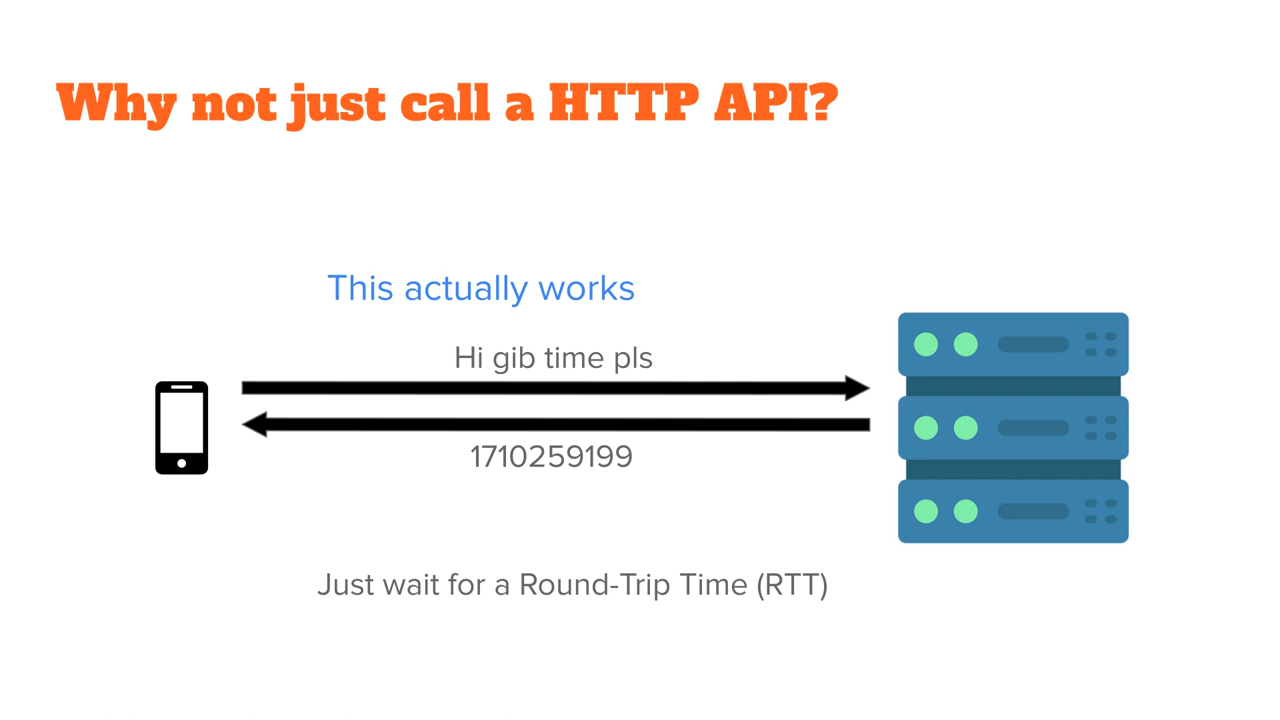 Why not just call a HTTP API?
This actually works
Hi gib time pls
1710259199
Just wait for a Round-Trip Time (RTT)